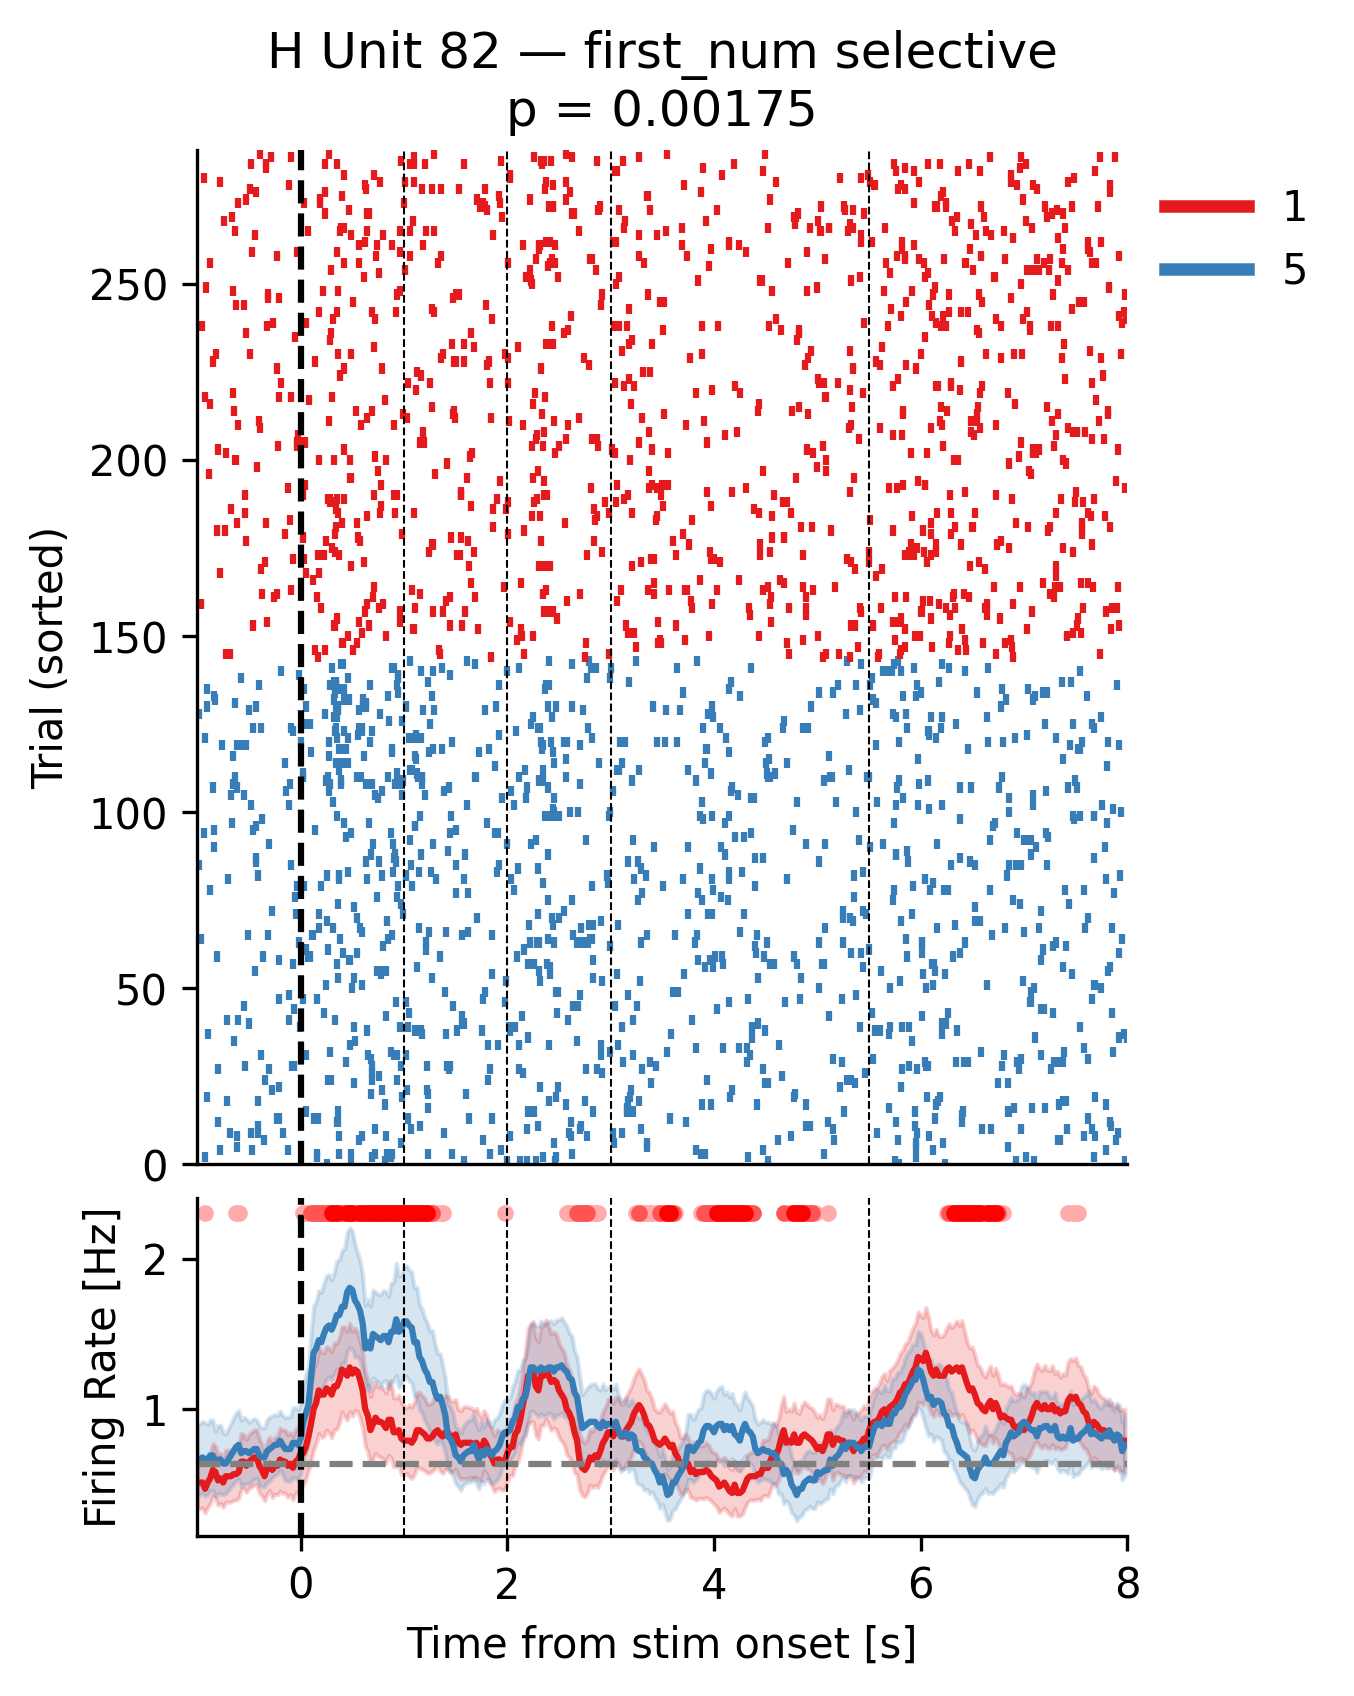 H Unit 82 — first_num selective
p = 0.00175
1
5
Trial (sorted)
250
200
150
100
50
0
Firing Rate [Hz]
2
1
0 2 4 6 8
Time from stim onset [s]